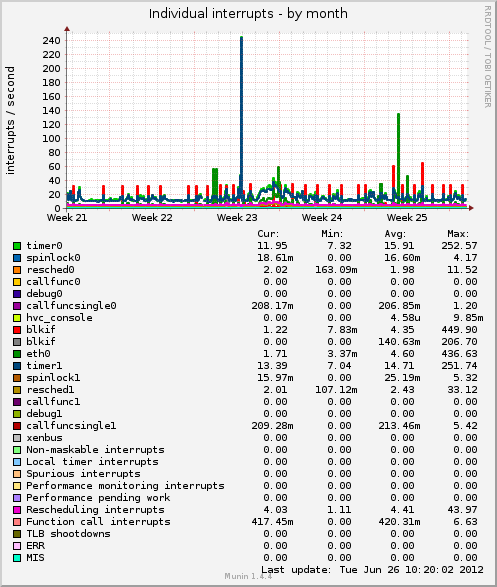 Individual interrupts - by month
RRDTOOL / TOBI OETIKER
interrupts / second
240
220
200
180
160
140
120
100
80
60
40
20
0
Week 21 Week 22 Week 23 Week 24 Week 25
Cur: Min: Avg: Max:
timer0 11.95 7.32 15.91 252.57
spinlock0 18.61m 0.00 16.60m 4.17
resched0 2.02 163.09m 1.98 11.52
callfunc0 0.00 0.00 0.00 0.00
debug0 0.00 0.00 0.00 0.00
callfuncsingle0 208.17m 0.00 206.85m 1.20
hvc_console 0.00 0.00 4.58u 9.85m
blkif 1.22 7.83m 4.35 449.90
blkif 0.00 0.00 140.63m 206.70
eth0 1.71 3.37m 4.60 436.63
timer1 13.39 7.04 14.71 251.74
spinlock1 15.97m 0.00 25.19m 5.32
resched1 2.01 107.12m 2.43 33.12
callfunc1 0.00 0.00 0.00 0.00
debug1 0.00 0.00 0.00 0.00
callfuncsingle1 209.28m 0.00 213.46m 5.42
xenbus 0.00 0.00 0.00 0.00
Non-maskable interrupts 0.00 0.00 0.00 0.00
Local timer interrupts 0.00 0.00 0.00 0.00
Spurious interrupts 0.00 0.00 0.00 0.00
Performance monitoring interrupts 0.00 0.00 0.00 0.00
Performance pending work 0.00 0.00 0.00 0.00
Rescheduling interrupts 4.03 1.11 4.41 43.97
Function call interrupts 417.45m 0.00 420.31m 6.63
TLB shootdowns 0.00 0.00 0.00 0.00
ERR 0.00 0.00 0.00 0.00
MIS 0.00 0.00 0.00 0.00
Last update: Tue Jun 26 10:20:02 2012
Munin 1.4.4